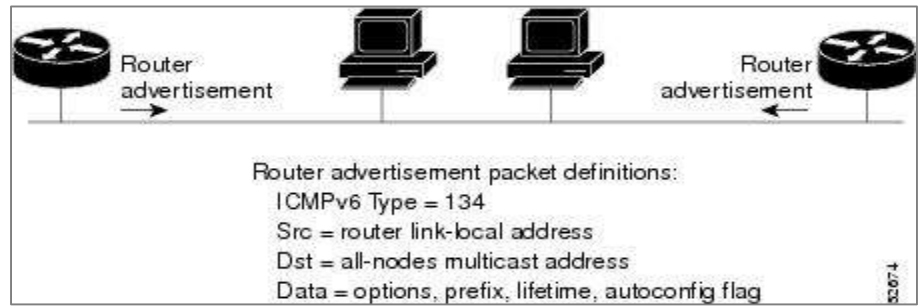 Router
advertisement
Router
advertisement
Router advertisement packet definitions:
ICMPv6 Type = 134
Src = router link-local address
Dst = all-nodes multicast address
Data = options, prefix, lifetime, autoconfig flag
52674